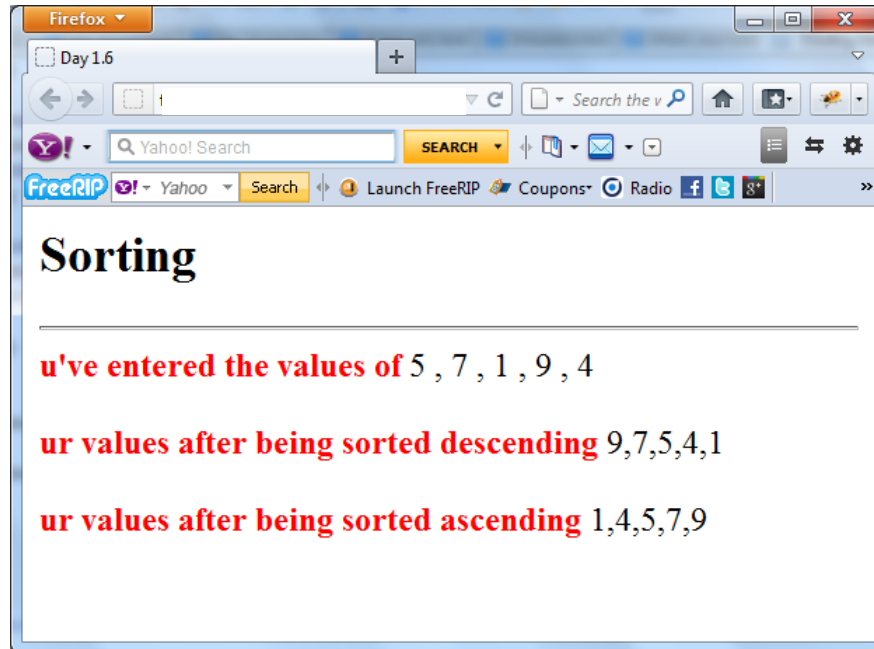 Firefox
Day 1.6
Search the v
Y! Yahoo! Search SEARCH
FreeRIP Y! Yahoo Search Launch FreeRIP Coupons Radio f g+ »
Sorting
u've entered the values of 5 , 7 , 1 , 9 , 4
ur values after being sorted descending 9,7,5,4,1
ur values after being sorted ascending 1,4,5,7,9